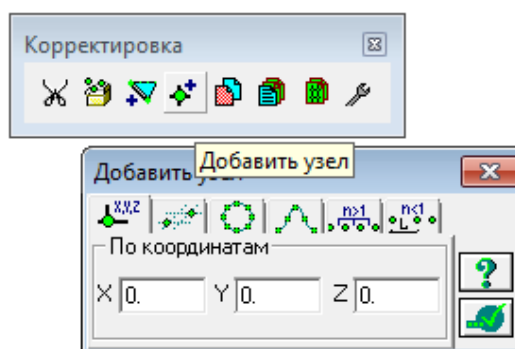 Корректировка
Добавить узел
Добавить
X,Y,Z
n>1
n<1
L
По координатам
X 0. Y 0. Z 0.
?